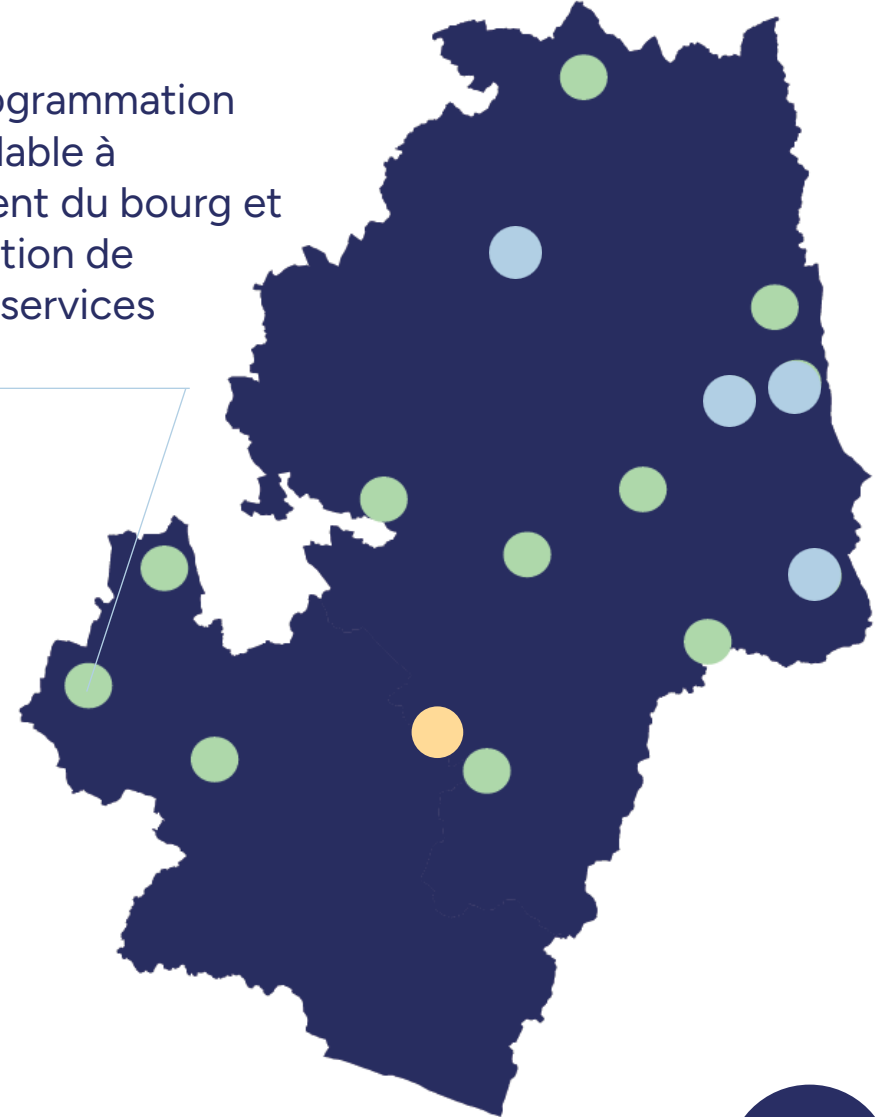 ogrammation
lable à
ent du bourg et
tion de
services